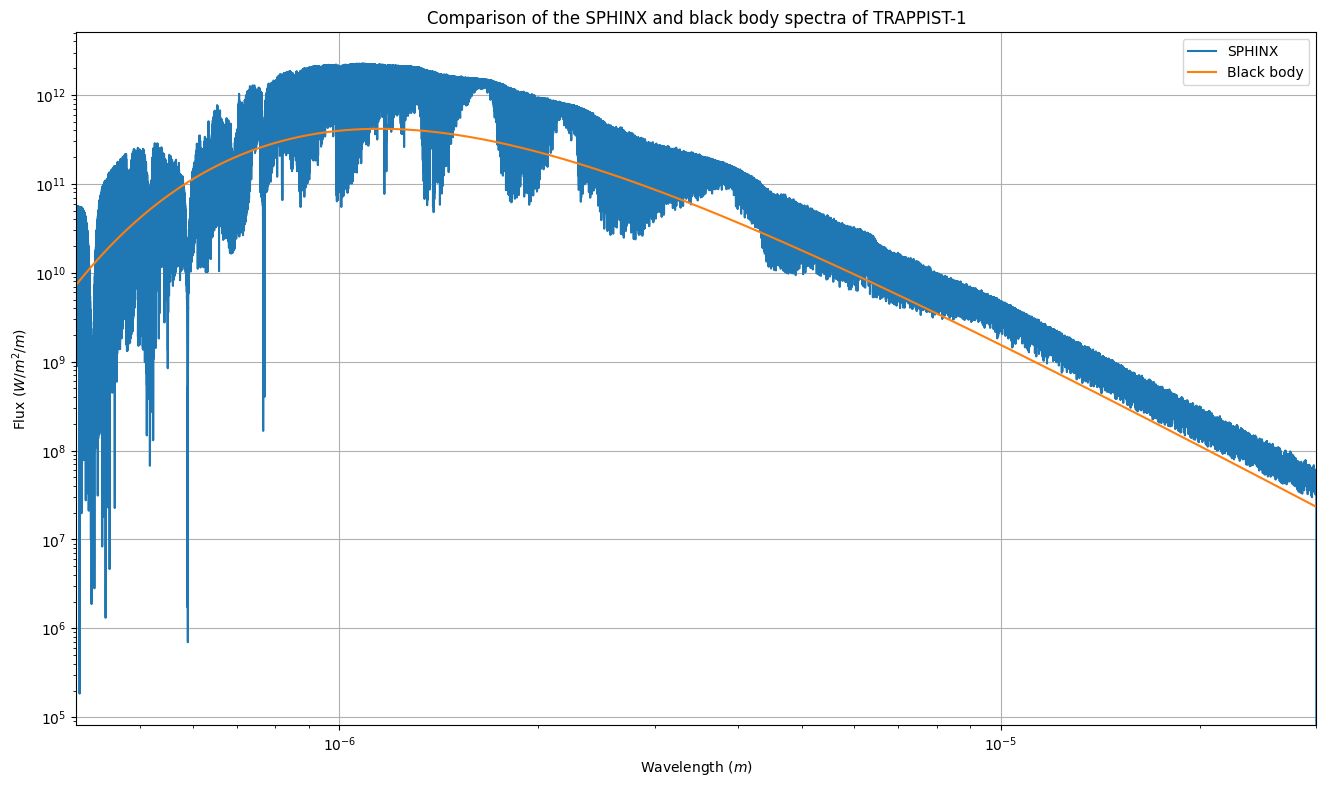 Comparison of the SPHINX and black body spectra of TRAPPIST-1
SPHINX
Black body
Flux (W/m²/m)
10¹²
10¹¹
10¹⁰
10⁹
10⁸
10⁷
10⁶
10⁵
10⁻⁶
10⁻⁵
Wavelength (m)